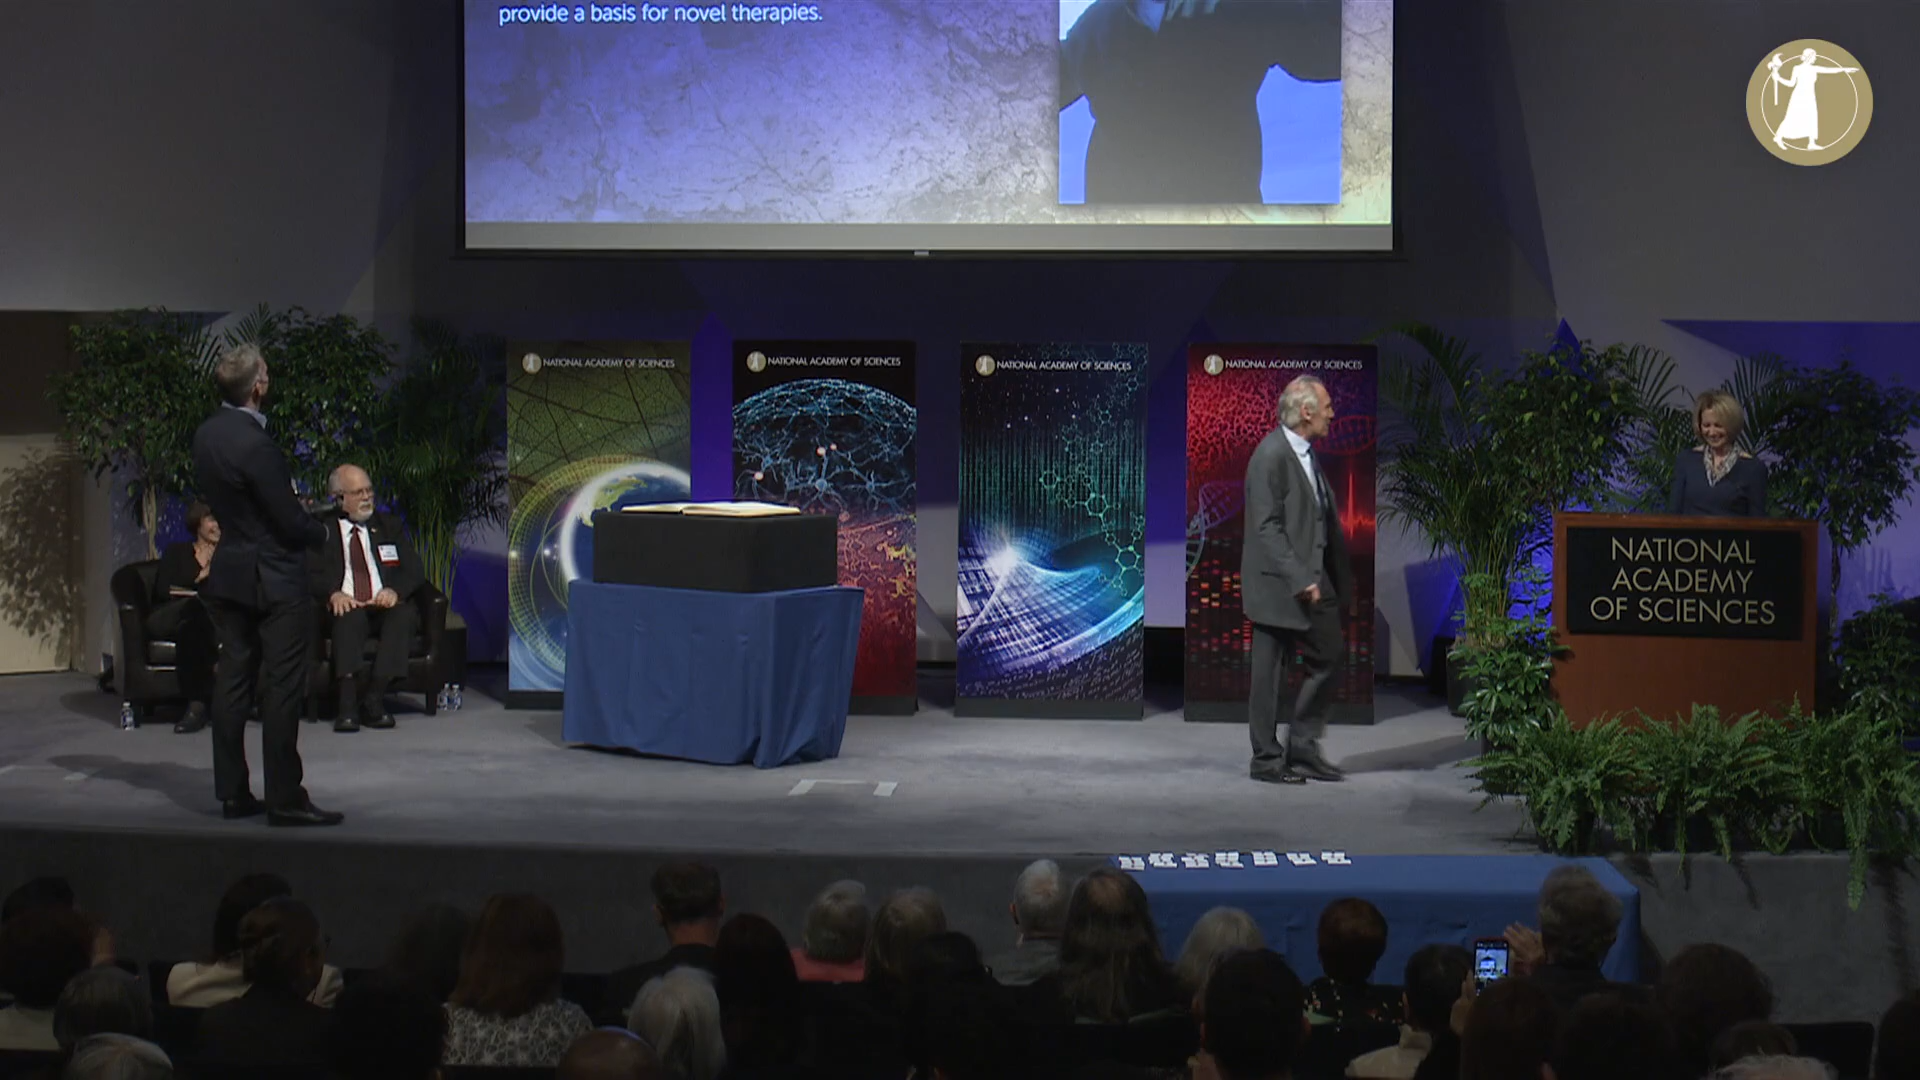 provide a basis for novel therapies.
NATIONAL ACADEMY OF SCIENCES
NATIONAL ACADEMY OF SCIENCES
NATIONAL ACADEMY OF SCIENCES
NATIONAL ACADEMY OF SCIENCES
NATIONAL
ACADEMY
OF SCIENCES